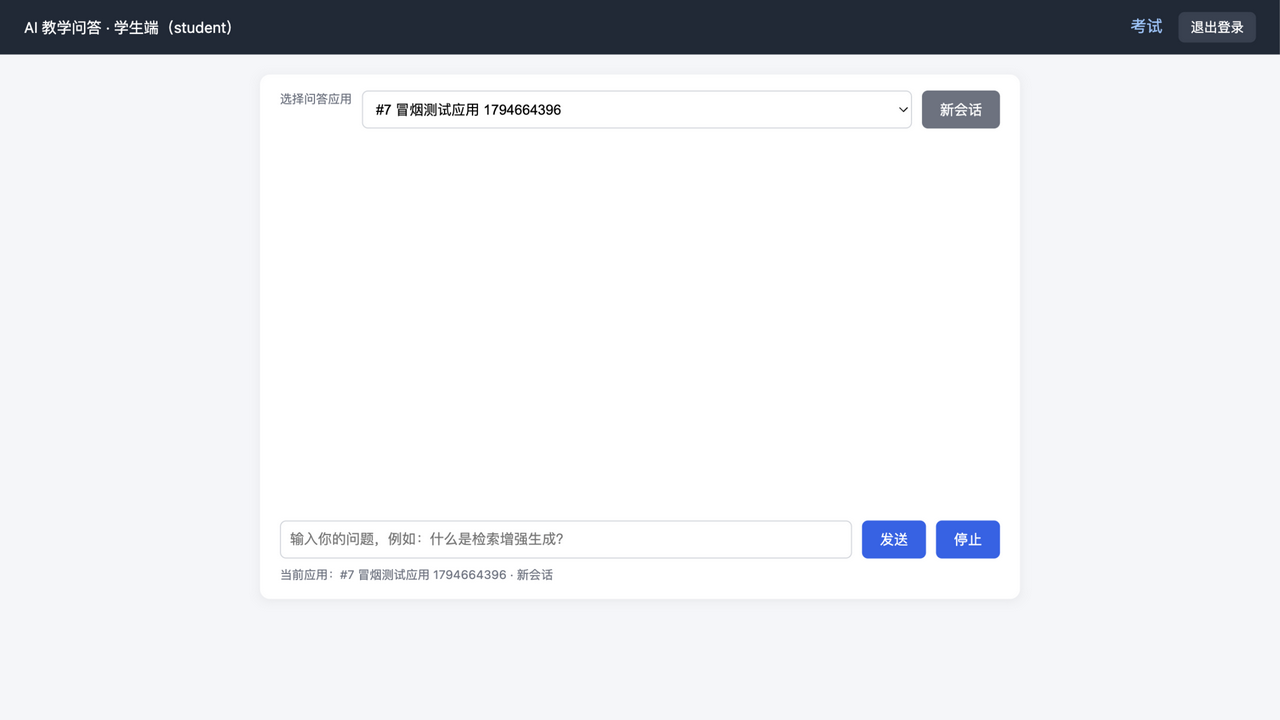 AI 教学问答 · 学生端（student）
考试
退出登录
选择问答应用
#7 冒烟测试应用 1794664396
新会话
输入你的问题，例如：什么是检索增强生成？
发送
停止
当前应用：#7 冒烟测试应用 1794664396 · 新会话